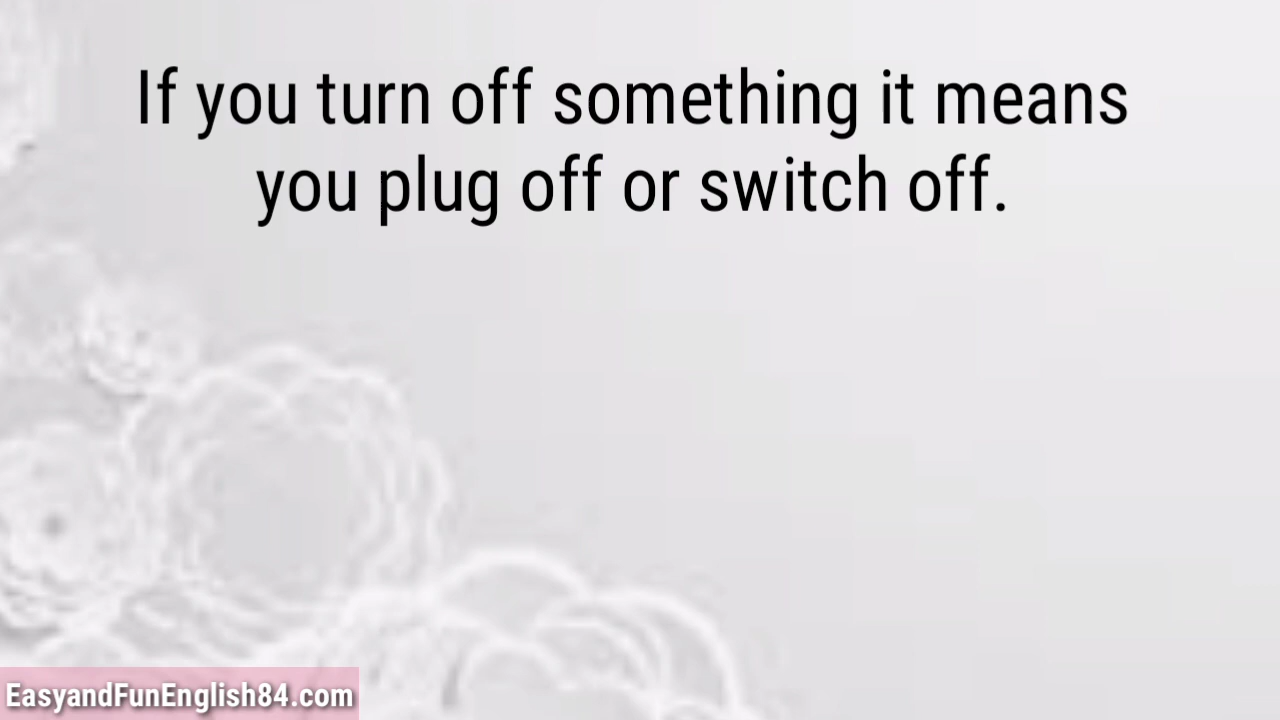 If you turn off something it means
you plug off or switch off.
EasyandFunEnglish84.com